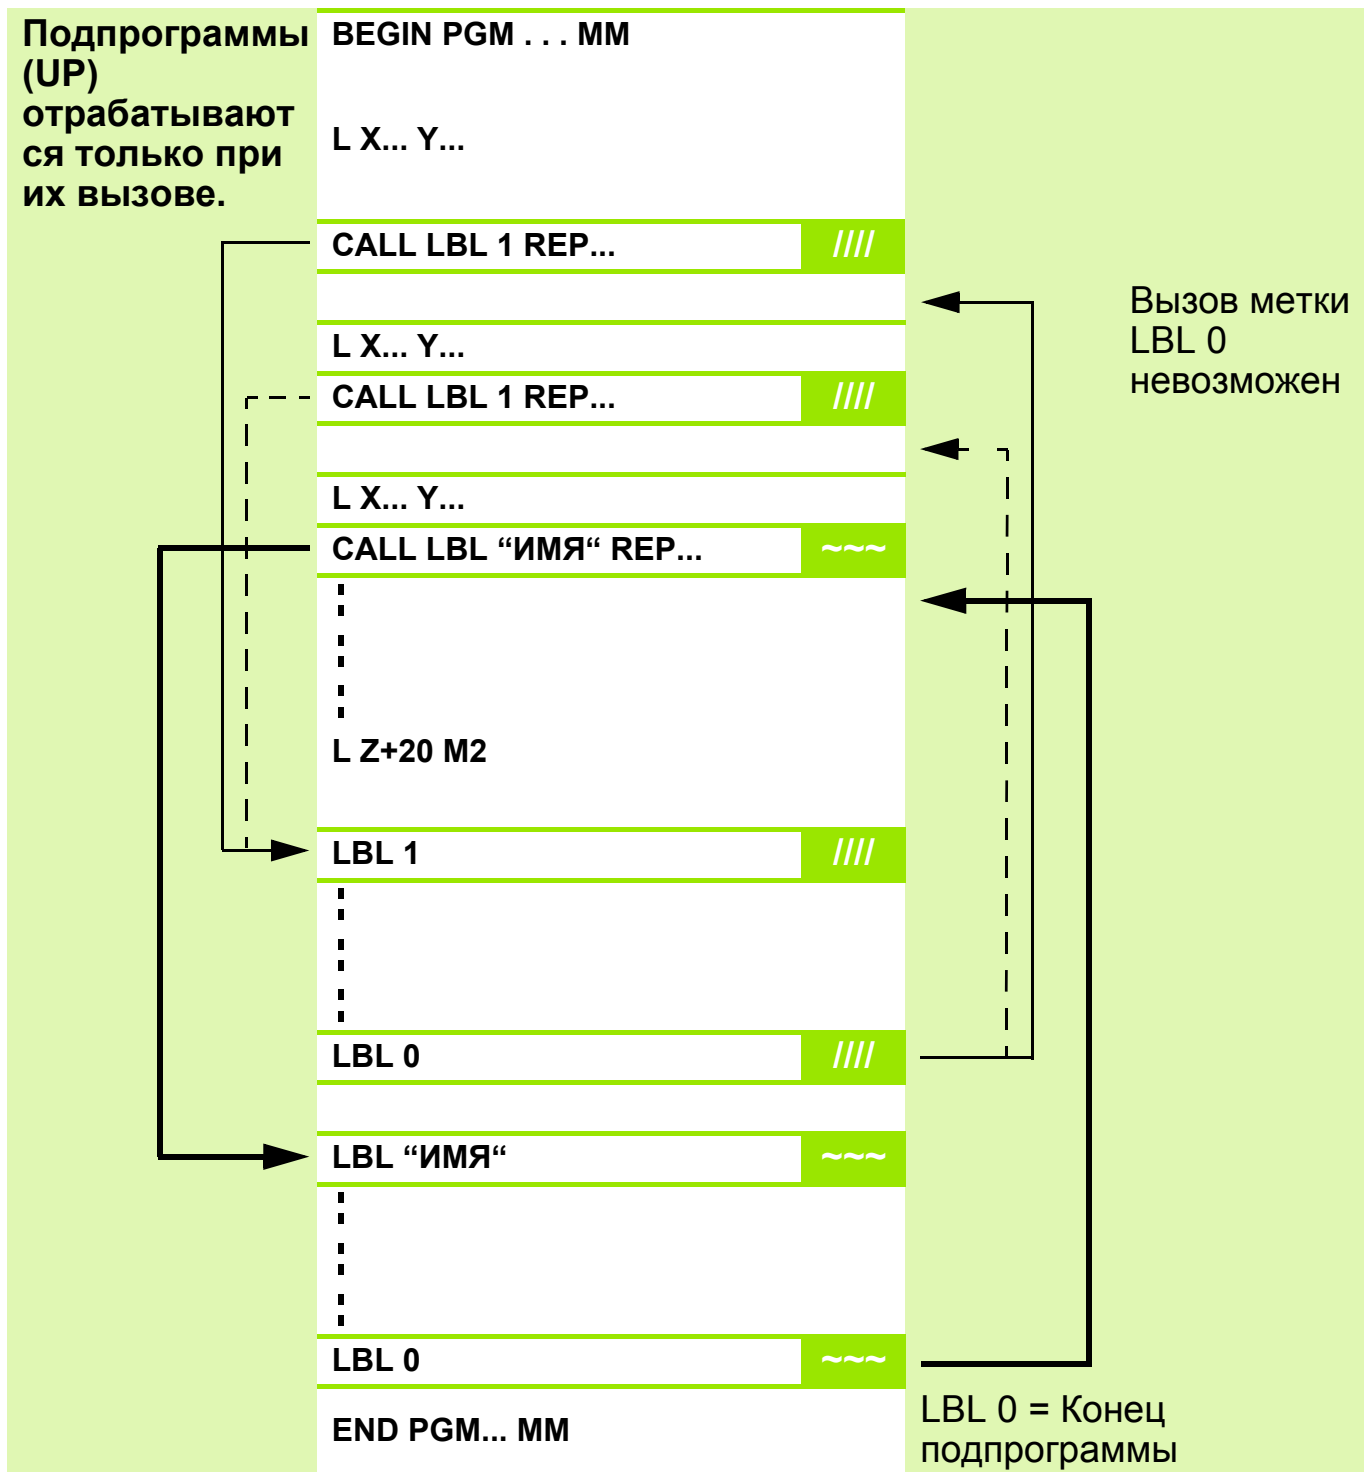 Подпрограммы
(UP)
отрабатывают
ся только при
их вызове.
BEGIN PGM . . . MM
L X... Y...
CALL LBL 1 REP... ////
L X... Y...
CALL LBL 1 REP... ////
L X... Y...
CALL LBL “ИМЯ“ REP... ~~~
L Z+20 M2
LBL 1 ////
LBL 0 ////
LBL “ИМЯ“ ~~~
LBL 0 ~~~
END PGM... MM
Вызов метки
LBL 0
невозможен
LBL 0 = Конец
подпрограммы